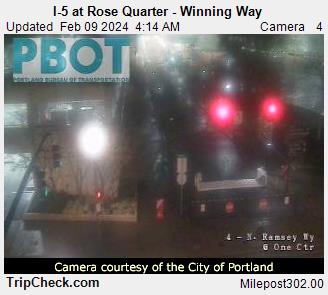 I-5 at Rose Quarter - Winning Way
Updated Feb 09 2024 4:14 AM Camera 4
PBOT
PORTLAND BUREAU OF TRANSPORTATION
4 - N. Ramsey Wy
@ One Ctr
Camera courtesy of the City of Portland
TripCheck.com Milepost302.00